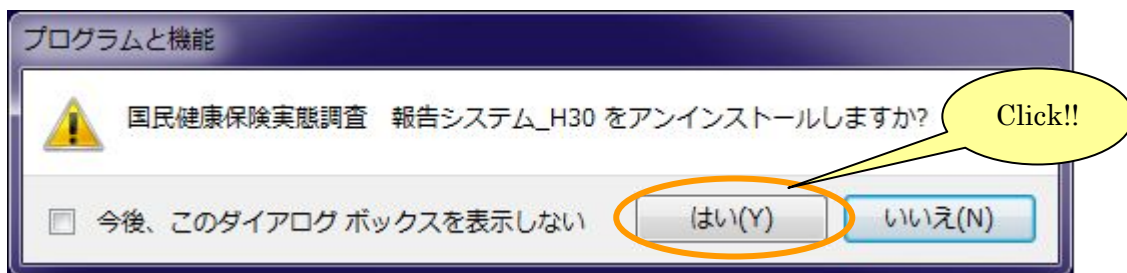 プログラムと機能
国民健康保険実態調査　報告システム_H30 をアンインストールしますか?
Click!!
今後、このダイアログ ボックスを表示しない
はい(Y)
いいえ(N)